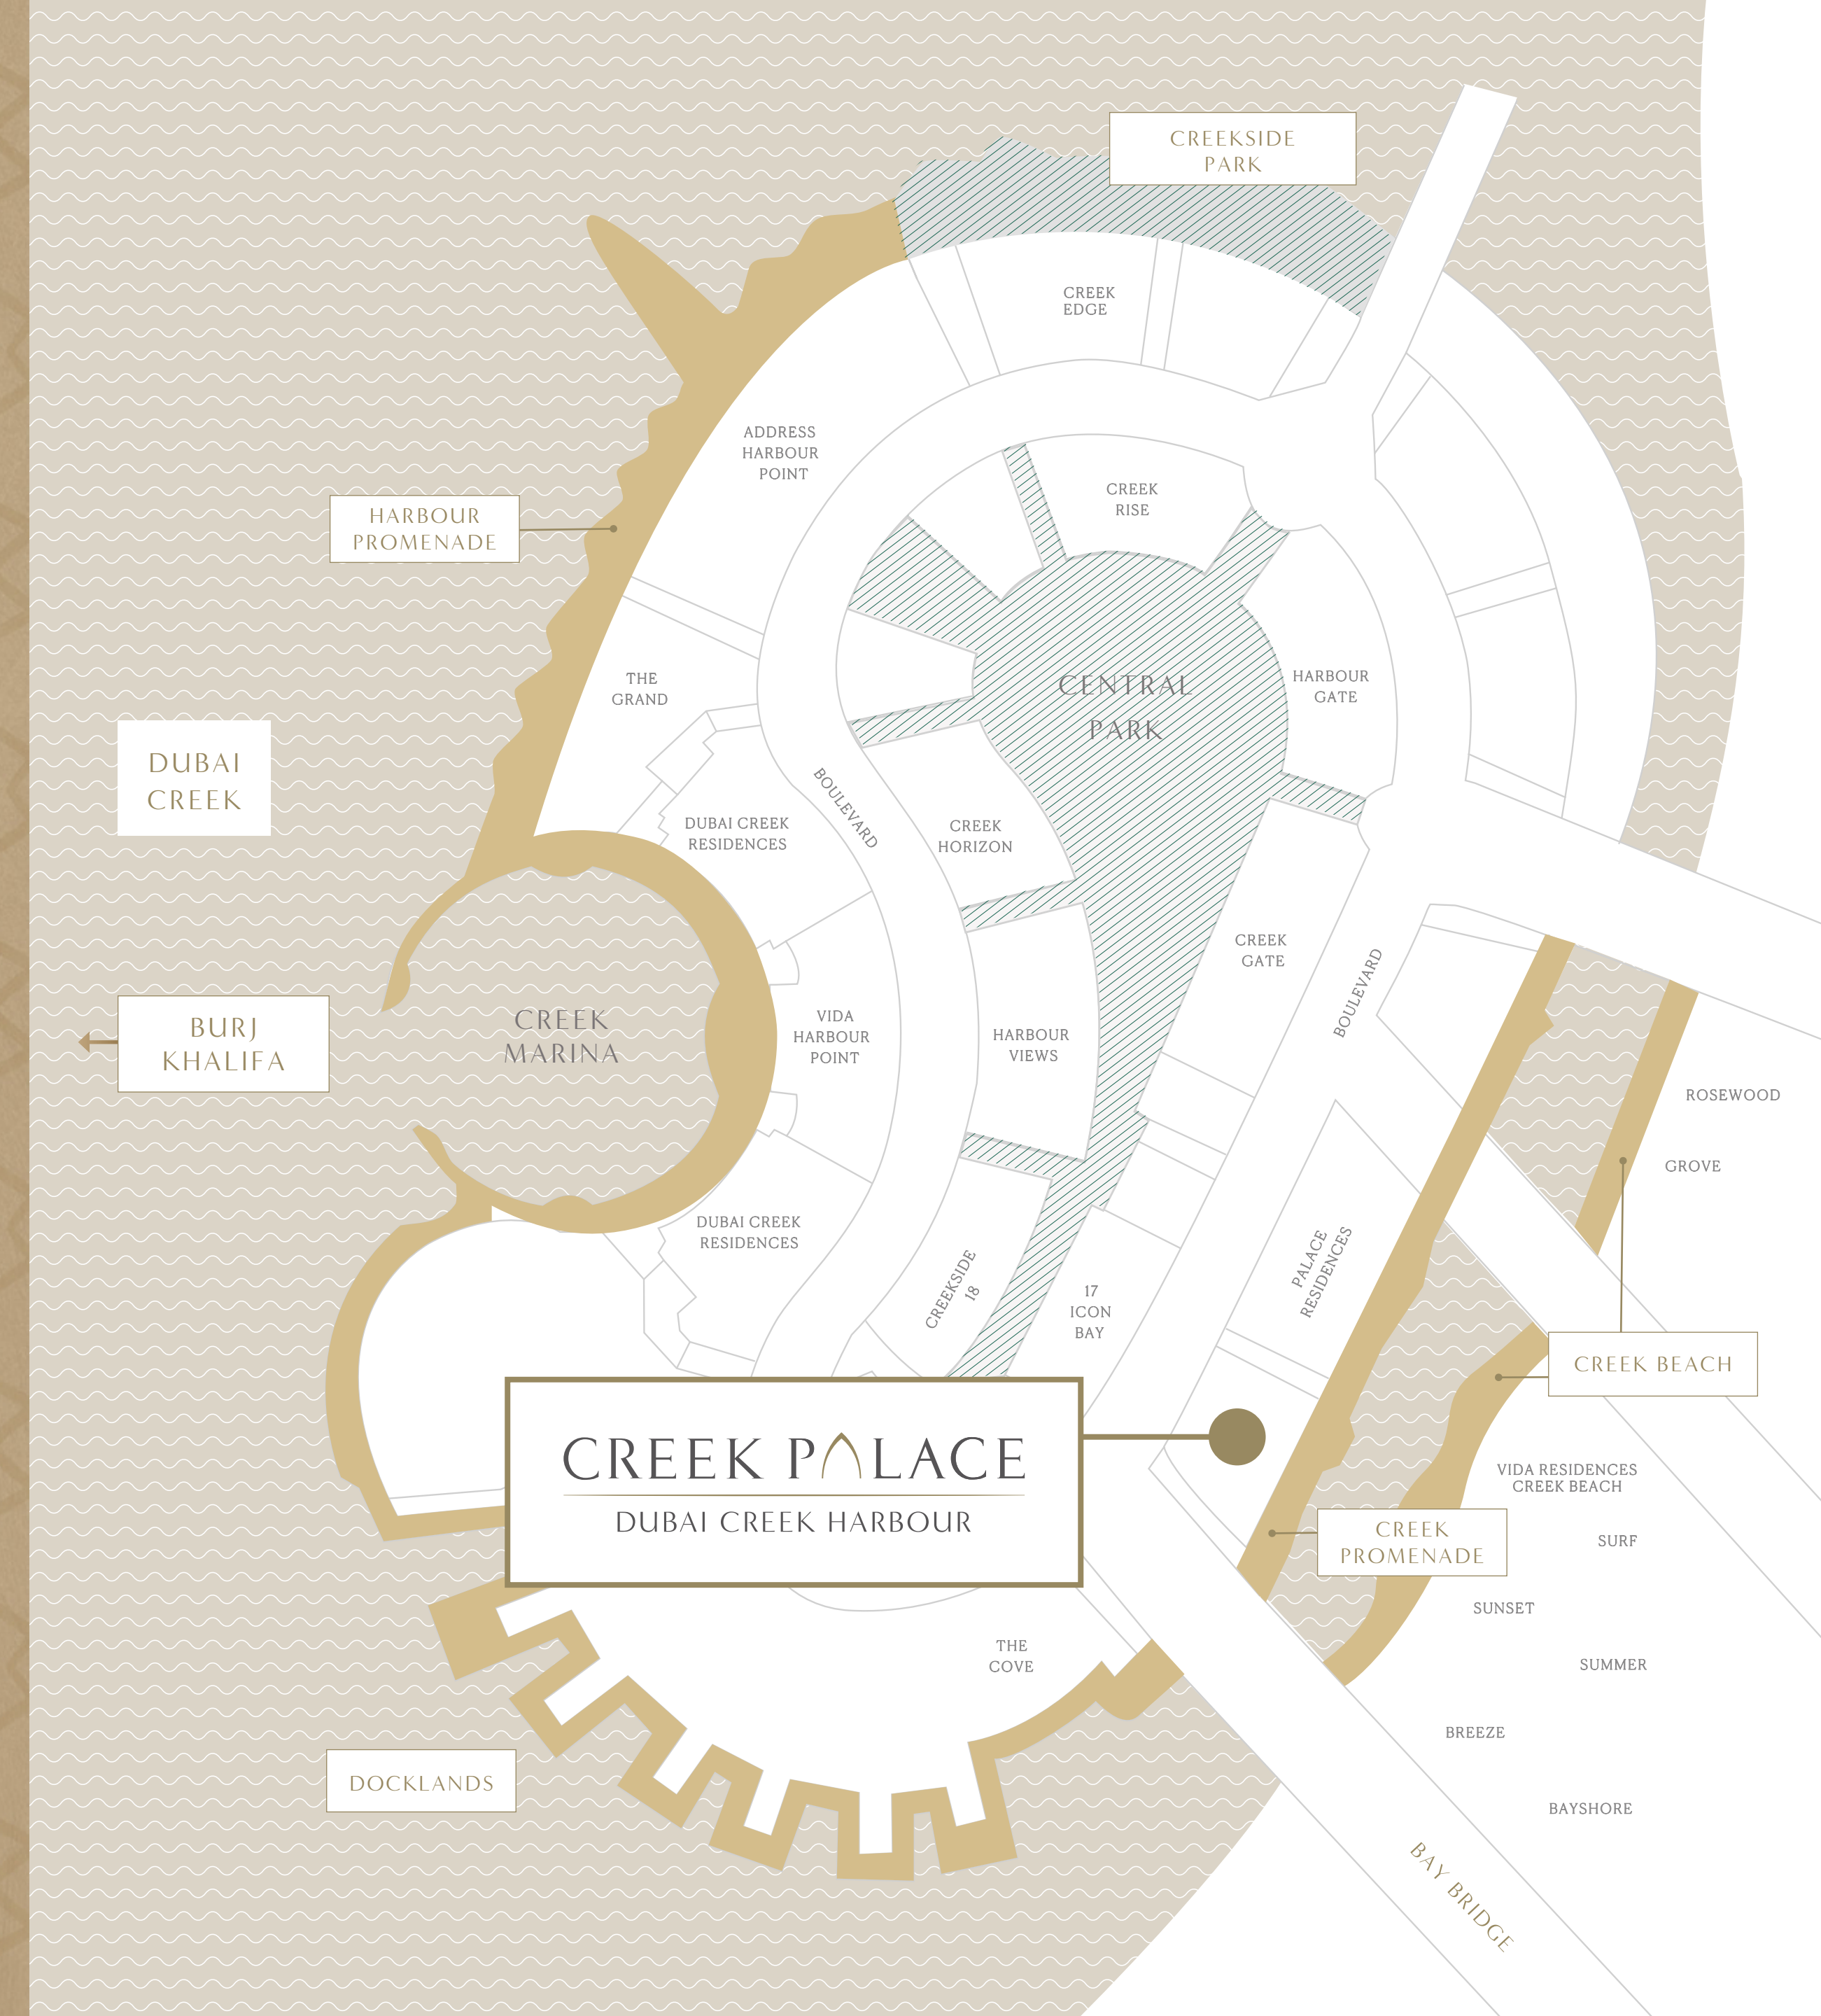 CREEKSIDE
PARK
CREEK
EDGE
ADDRESS
HARBOUR
POINT
CREEK
RISE
HARBOUR
PROMENADE
THE
GRAND
CENTRAL
PARK
HARBOUR
GATE
DUBAI
CREEK
BOULEVARD
DUBAI CREEK
RESIDENCES
CREEK
HORIZON
CREEK
GATE
BOULEVARD
BURJ
KHALIFA
CREEK
MARINA
VIDA
HARBOUR
POINT
HARBOUR
VIEWS
ROSEWOOD
GROVE
DUBAI CREEK
RESIDENCES
CREEKSIDE
18
17
ICON
BAY
PALACE
RESIDENCES
CREEK BEACH
CREEK PALACE
DUBAI CREEK HARBOUR
VIDA RESIDENCES
CREEK BEACH
CREEK
PROMENADE
SURF
SUNSET
THE
COVE
SUMMER
BREEZE
DOCKLANDS
BAYSHORE
BAY BRIDGE